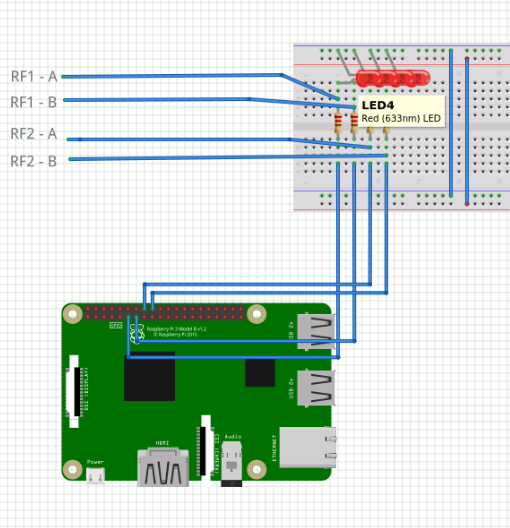 RF1 - A
RF1 - B
RF2 - A
RF2 - B
LED4
Red (633nm) LED
GPIO
Raspberry Pi 3 Model B v1.2
© Raspberry Pi 2015
USB 2x
DSI (DISPLAY)
USB 2x
Power
HDMI
CSI (CAMERA)
Audio
ETHERNET